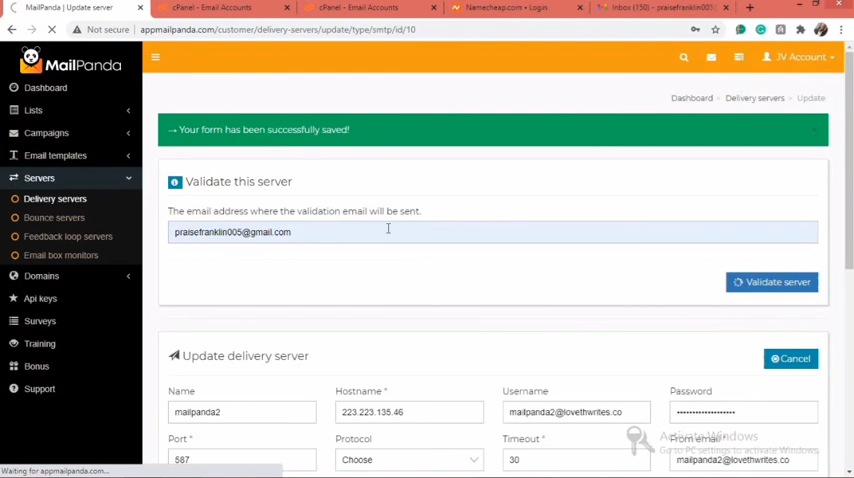 MailPanda | Update server
cPanel - Email Accounts
cPanel - Email Accounts
Namecheap.com • Login
Inbox (150) - praisefranklin005
Not secure | appmailpanda.com/customer/delivery-servers/update/type/smtp/id/10
MailPanda
JV Account
Dashboard
Lists
Campaigns
Email templates
Servers
Delivery servers
Bounce servers
Feedback loop servers
Email box monitors
Domains
Api keys
Surveys
Training
Bonus
Support
Dashboard
Delivery servers
Update
→ Your form has been successfully saved!
Validate this server
The email address where the validation email will be sent.
praisefranklin005@gmail.com
Validate server
Update delivery server
Cancel
Name
Hostname *
Username
Password
mailpanda2
223.223.135.46
mailpanda2@lovethwrites.co
•••••••••••••••••••
Port *
Protocol
Timeout *
From email *
587
Choose
30
mailpanda2@lovethwrites.co
Activate Windows
Go to PC settings to activate Windows.
Waiting for appmailpanda.com...